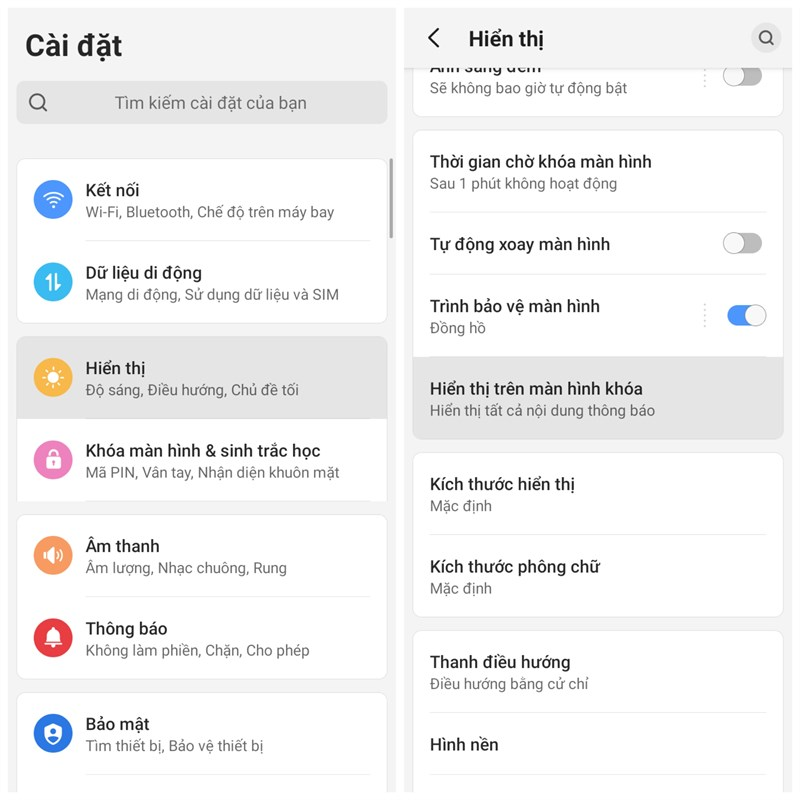 Cài đặt
Tìm kiếm cài đặt của bạn
Kết nối
Wi-Fi, Bluetooth, Chế độ trên máy bay
Dữ liệu di động
Mạng di động, Sử dụng dữ liệu và SIM
Hiển thị
Độ sáng, Điều hướng, Chủ đề tối
Khóa màn hình & sinh trắc học
Mã PIN, Vân tay, Nhận diện khuôn mặt
Âm thanh
Âm lượng, Nhạc chuông, Rung
Thông báo
Không làm phiền, Chặn, Cho phép
Bảo mật
Tìm thiết bị, Bảo vệ thiết bị
Hiển thị
Ánh sáng đêm
Sẽ không bao giờ tự động bật
Thời gian chờ khóa màn hình
Sau 1 phút không hoạt động
Tự động xoay màn hình
Trình bảo vệ màn hình
Đồng hồ
Hiển thị trên màn hình khóa
Hiển thị tất cả nội dung thông báo
Kích thước hiển thị
Mặc định
Kích thước phông chữ
Mặc định
Thanh điều hướng
Điều hướng bằng cử chỉ
Hình nền